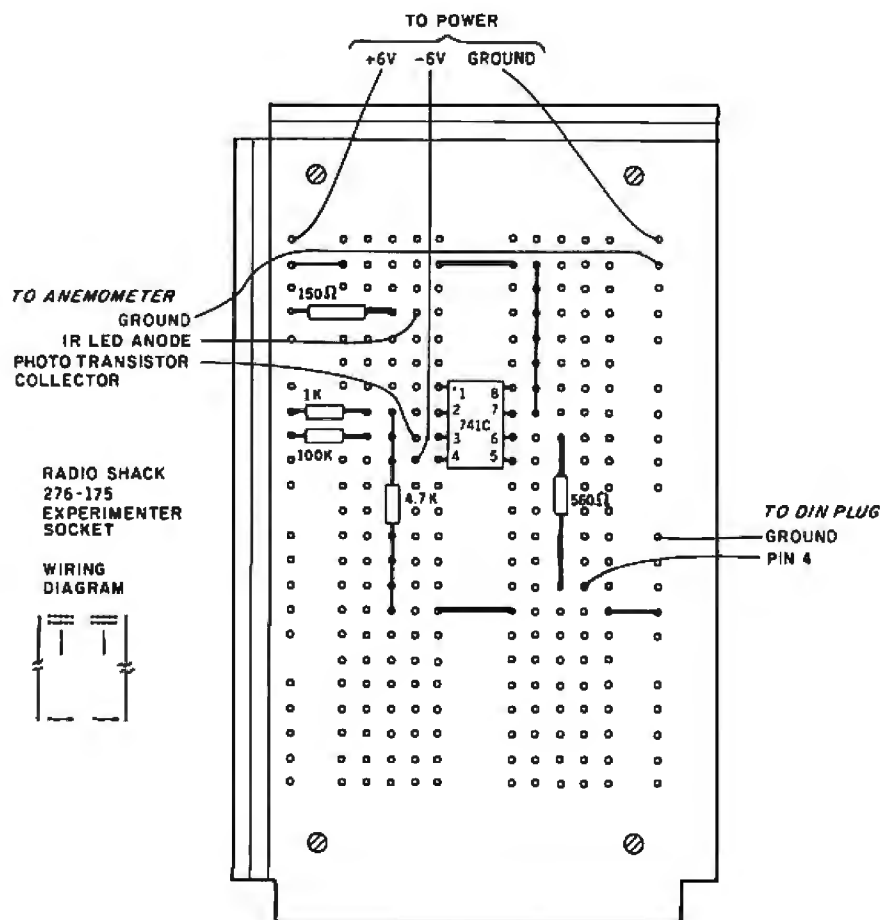 TO POWER
+6V -6V GROUND
TO ANEMOMETER
GROUND
IR LED ANODE
PHOTO TRANSISTOR
COLLECTOR
150Ω
1K
100K
1 8
2 7
741C
3 6
4 5
4.7K
560Ω
RADIO SHACK
276-175
EXPERIMENTER
SOCKET
TO DIN PLUG
GROUND
PIN 4
WIRING
DIAGRAM